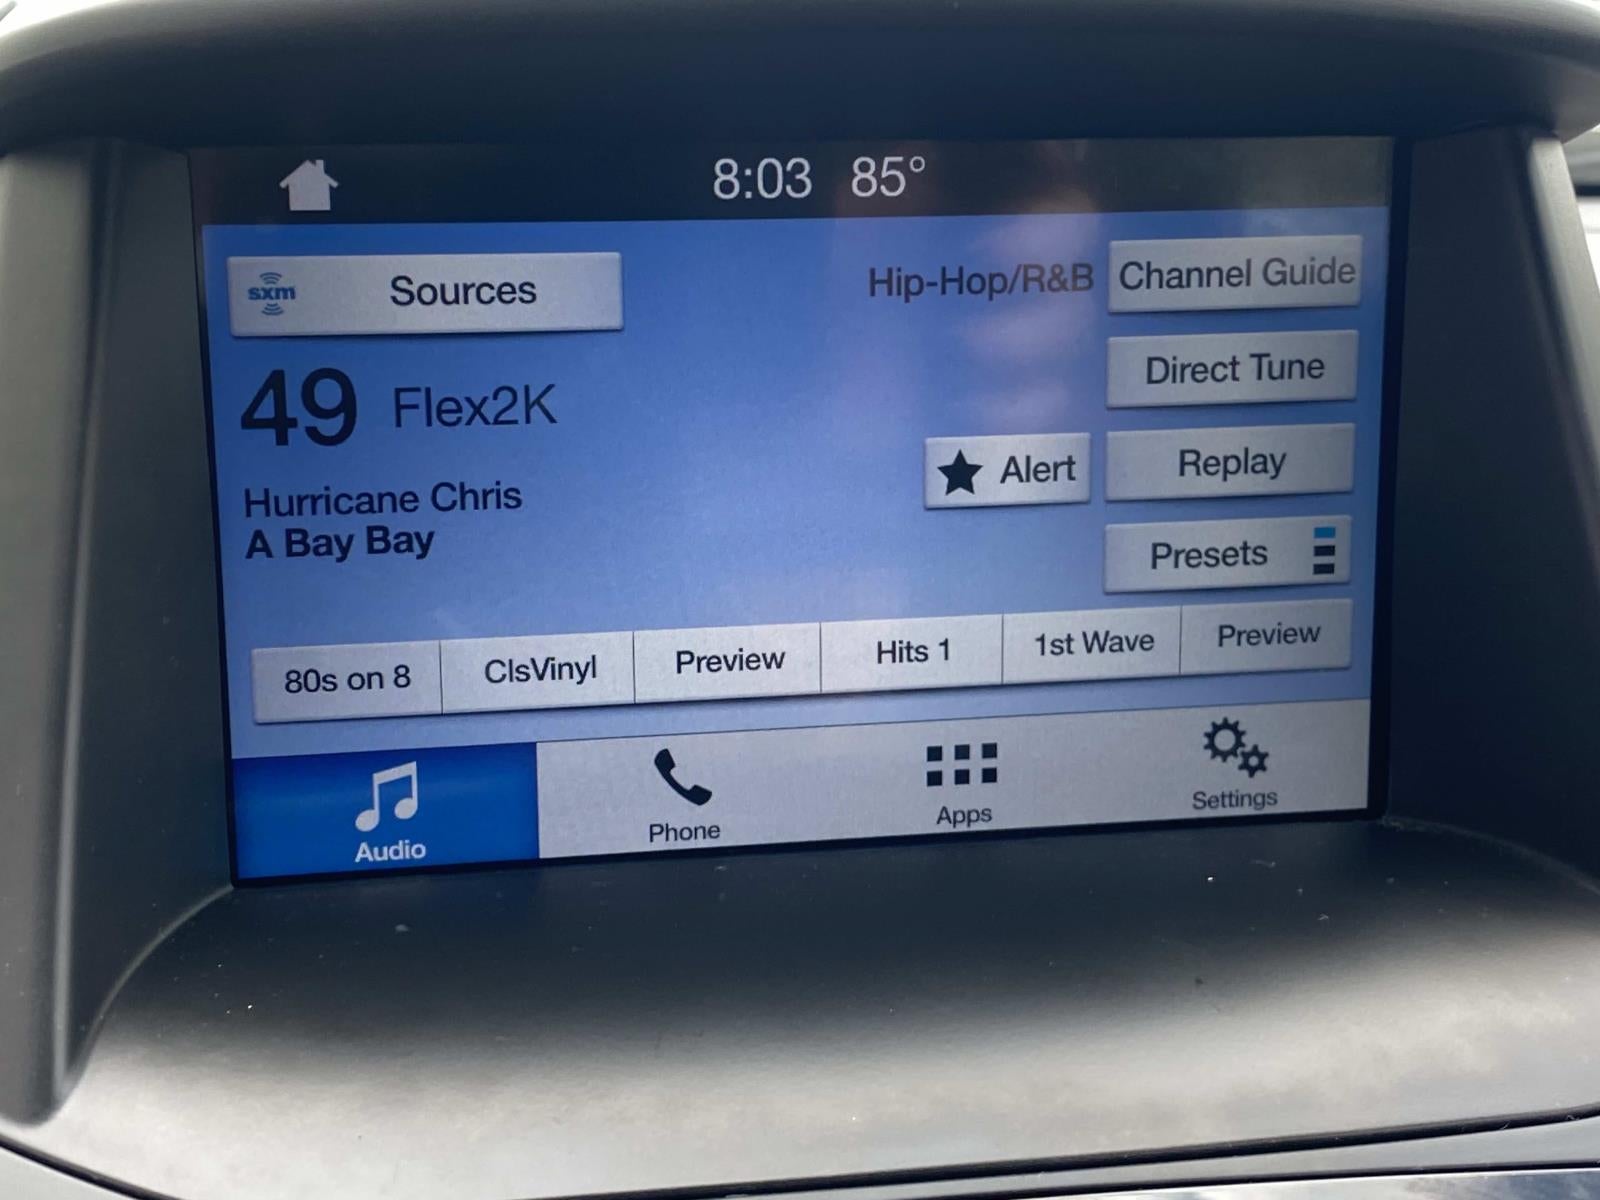 8:03 85°
sxm Sources
Hip-Hop/R&B
Channel Guide
49 Flex2K
Direct Tune
Hurricane Chris
A Bay Bay
Alert
Replay
Presets
80s on 8
ClsVinyl
Preview
Hits 1
1st Wave
Preview
Audio
Phone
Apps
Settings